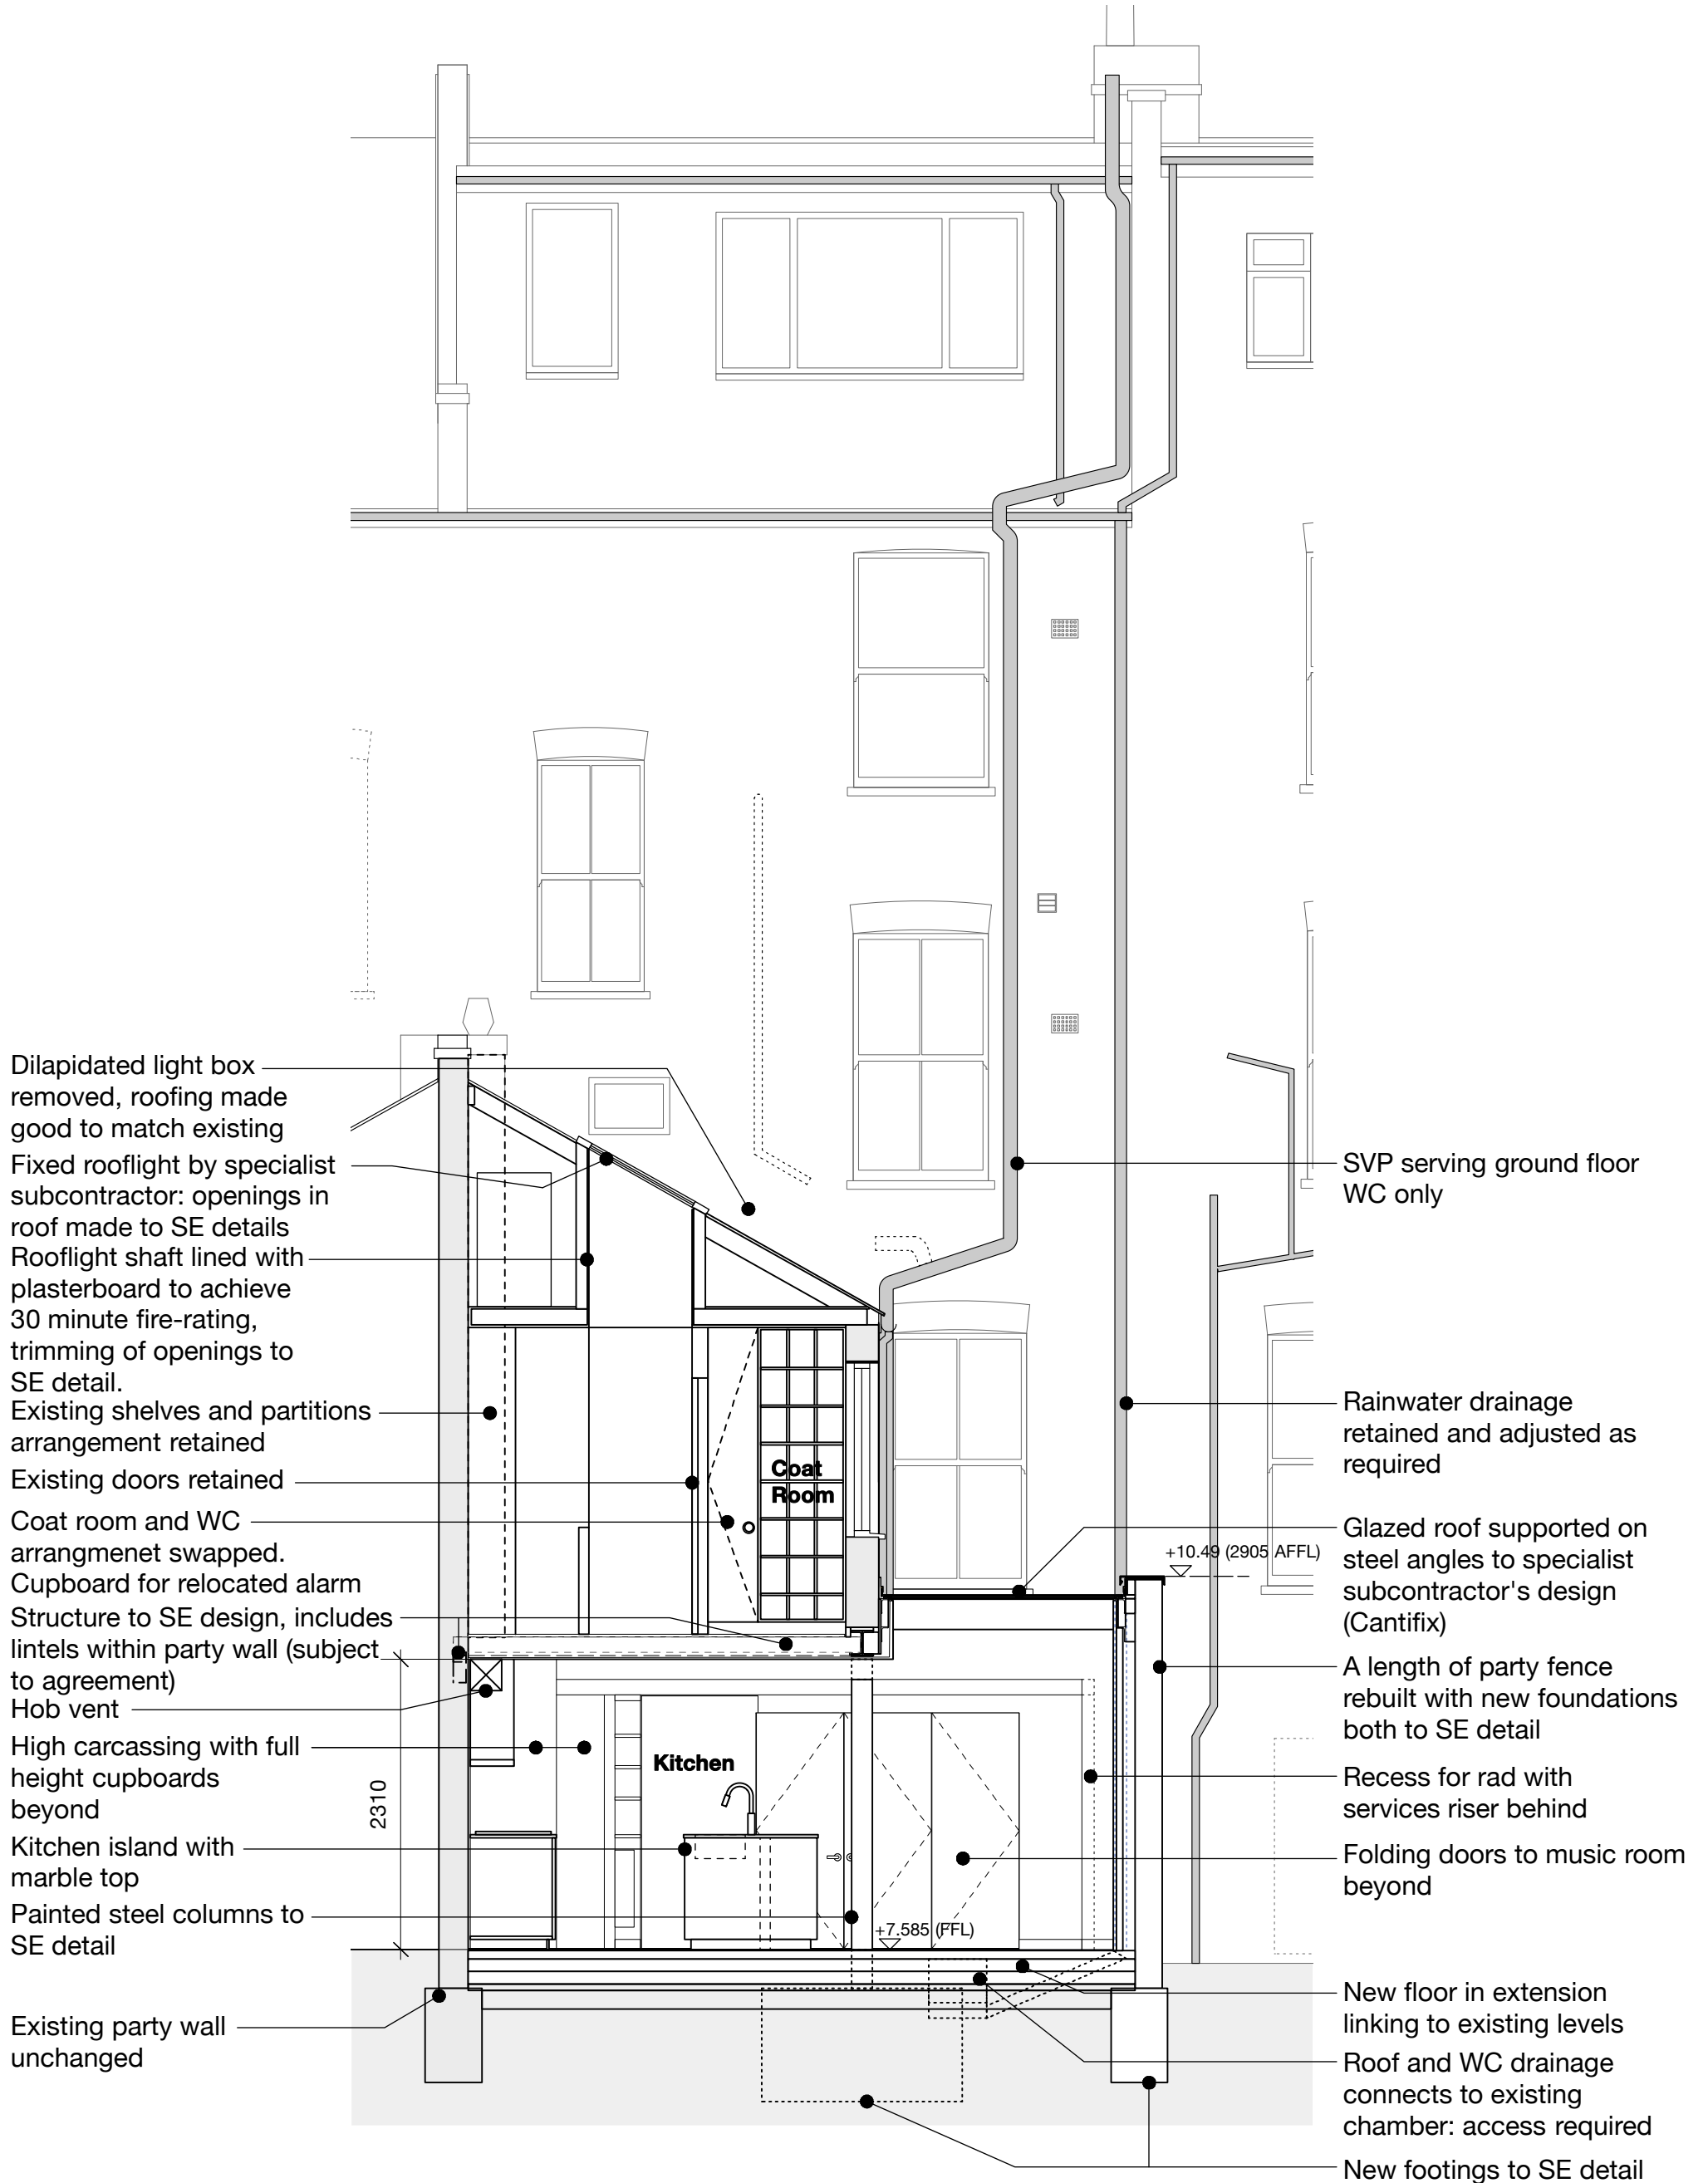 Dilapidated light box
removed, roofing made
good to match existing
Fixed rooflight by specialist
subcontractor: openings in
roof made to SE details
Rooflight shaft lined with
plasterboard to achieve
30 minute fire-rating,
trimming of openings to
SE detail.
Existing shelves and partitions
arrangement retained
Existing doors retained
Coat room and WC
arrangmenet swapped.
Cupboard for relocated alarm
Structure to SE design, includes
lintels within party wall (subject
to agreement)
Hob vent
High carcassing with full
height cupboards
beyond
Kitchen island with
marble top
Painted steel columns to
SE detail
Existing party wall
unchanged
2310
Coat
Room
Kitchen
+7.585 (FFL)
+10.49 (2905 AFFL)
SVP serving ground floor
WC only
Rainwater drainage
retained and adjusted as
required
Glazed roof supported on
steel angles to specialist
subcontractor's design
(Cantifix)
A length of party fence
rebuilt with new foundations
both to SE detail
Recess for rad with
services riser behind
Folding doors to music room
beyond
New floor in extension
linking to existing levels
Roof and WC drainage
connects to existing
chamber: access required
New footings to SE detail